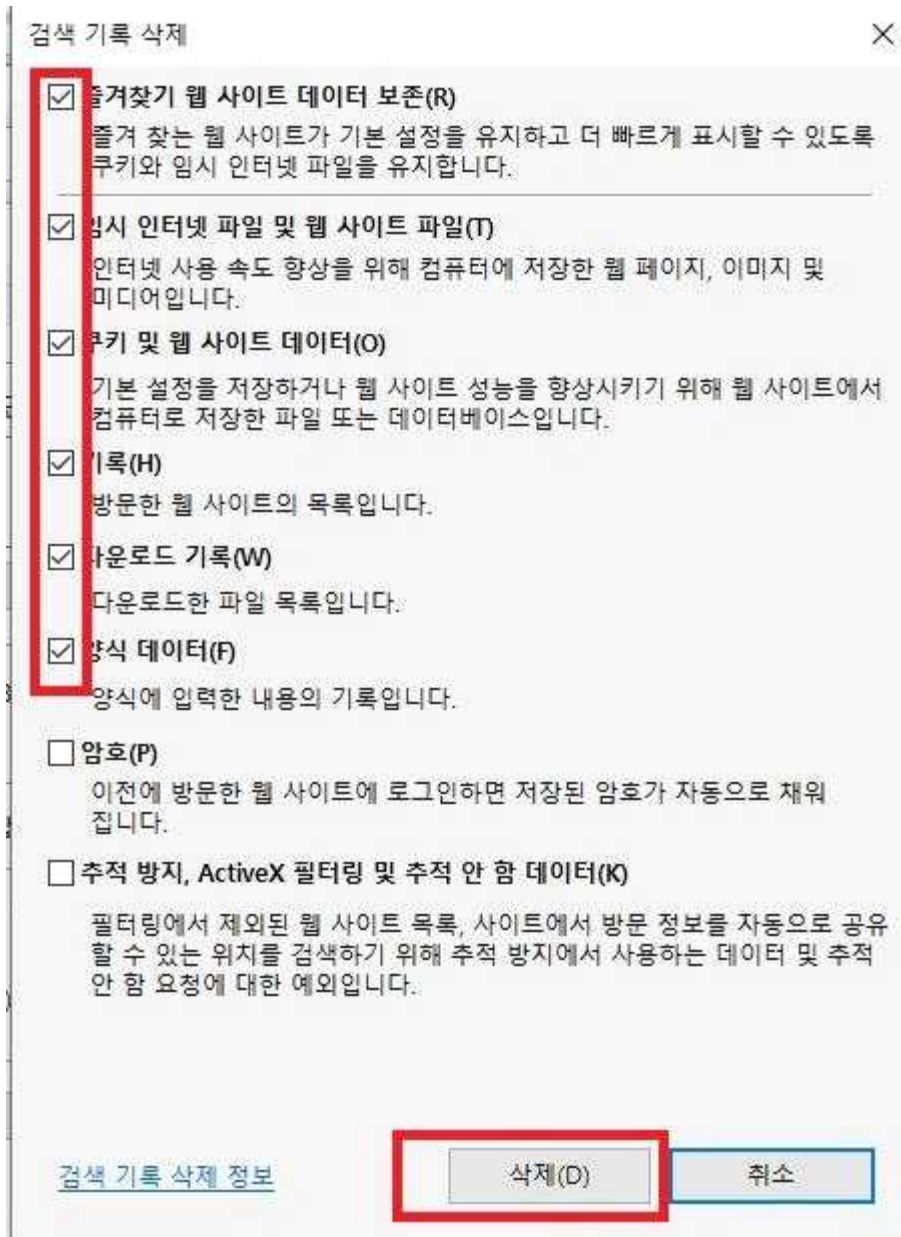 검색 기록 삭제
즐겨찾기 웹 사이트 데이터 보존(R)
즐겨 찾는 웹 사이트가 기본 설정을 유지하고 더 빠르게 표시할 수 있도록
쿠키와 임시 인터넷 파일을 유지합니다.
임시 인터넷 파일 및 웹 사이트 파일(T)
인터넷 사용 속도 향상을 위해 컴퓨터에 저장한 웹 페이지, 이미지 및
미디어입니다.
쿠키 및 웹 사이트 데이터(O)
기본 설정을 저장하거나 웹 사이트 성능을 향상시키기 위해 웹 사이트에서
컴퓨터로 저장한 파일 또는 데이터베이스입니다.
기록(H)
방문한 웹 사이트의 목록입니다.
다운로드 기록(W)
다운로드한 파일 목록입니다.
양식 데이터(F)
양식에 입력한 내용의 기록입니다.
암호(P)
이전에 방문한 웹 사이트에 로그인하면 저장된 암호가 자동으로 채워
집니다.
추적 방지, ActiveX 필터링 및 추적 안 함 데이터(K)
필터링에서 제외된 웹 사이트 목록, 사이트에서 방문 정보를 자동으로 공유
할 수 있는 위치를 검색하기 위해 추적 방지에서 사용하는 데이터 및 추적
안 함 요청에 대한 예외입니다.
검색 기록 삭제 정보
삭제(D)
취소